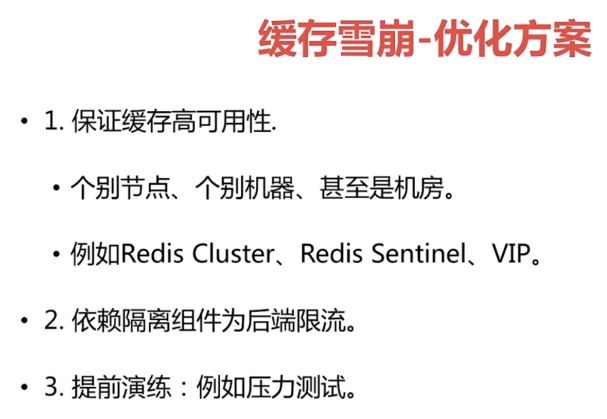 缓存雪崩-优化方案
• 1. 保证缓存高可用性.
• 个别节点、个别机器、甚至是机房。
• 例如Redis Cluster、Redis Sentinel、VIP。
• 2. 依赖隔离组件为后端限流。
• 3. 提前演练：例如压力测试。